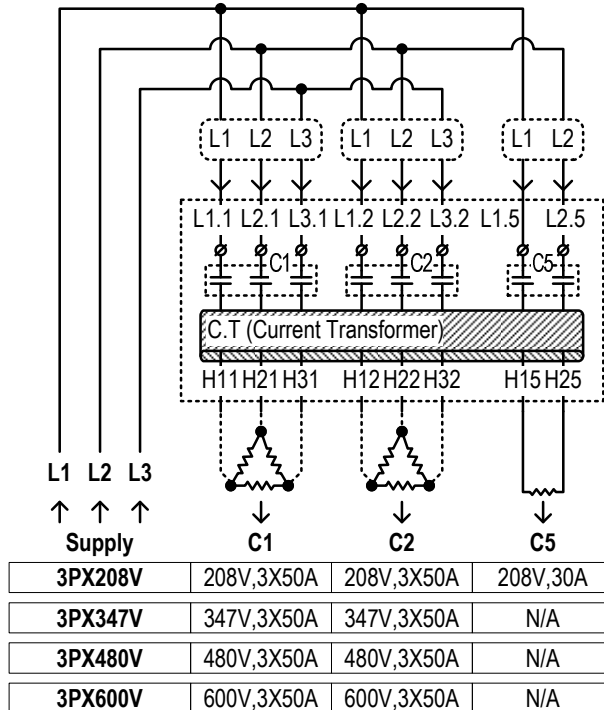 L1 L2 L3 L1 L2 L3 L1 L2
L1.1 L2.1 L3.1 L1.2 L2.2 L3.2 L1.5 L2.5
C1 C2 C5
C.T (Current Transformer)
H11 H21 H31 H12 H22 H32 H15 H25
L1 L2 L3
Supply C1 C2 C5
3PX208V 208V,3X50A 208V,3X50A 208V,30A
3PX347V 347V,3X50A 347V,3X50A N/A
3PX480V 480V,3X50A 480V,3X50A N/A
3PX600V 600V,3X50A 600V,3X50A N/A